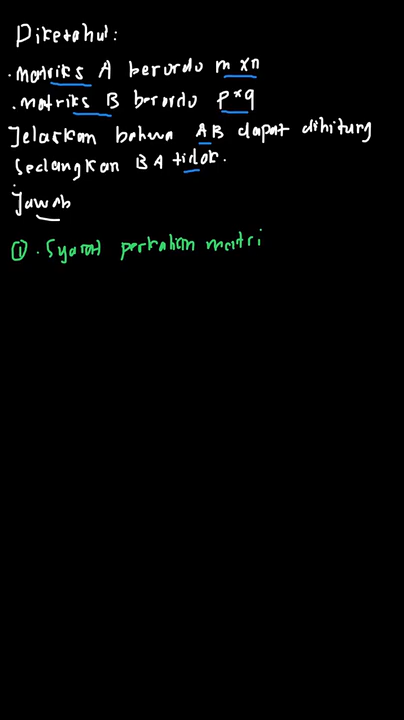 Diketahui:
. Matriks A berordo m×n
. Matriks B berordo p×q
Jelaskan bahwa AB dapat dihitung
Sedangkan BA tidak.
Jawab
① . Syarat perkalian matri